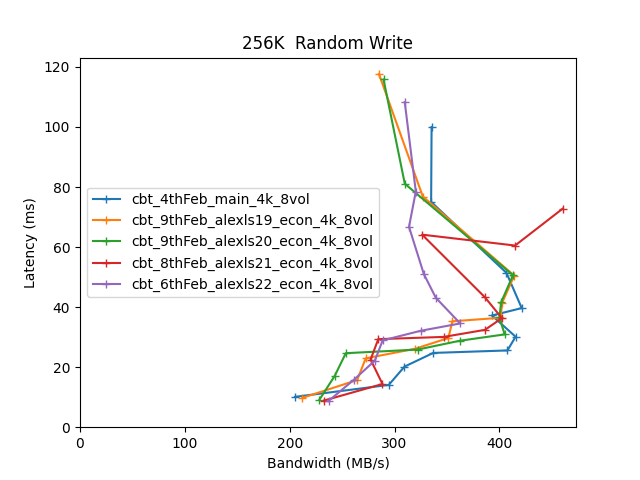 256K  Random Write
120
100
80
60
40
20
0
Latency (ms)
cbt_4thFeb_main_4k_8vol
cbt_9thFeb_alexls19_econ_4k_8vol
cbt_9thFeb_alexls20_econ_4k_8vol
cbt_8thFeb_alexls21_econ_4k_8vol
cbt_6thFeb_alexls22_econ_4k_8vol
0 100 200 300 400
Bandwidth (MB/s)